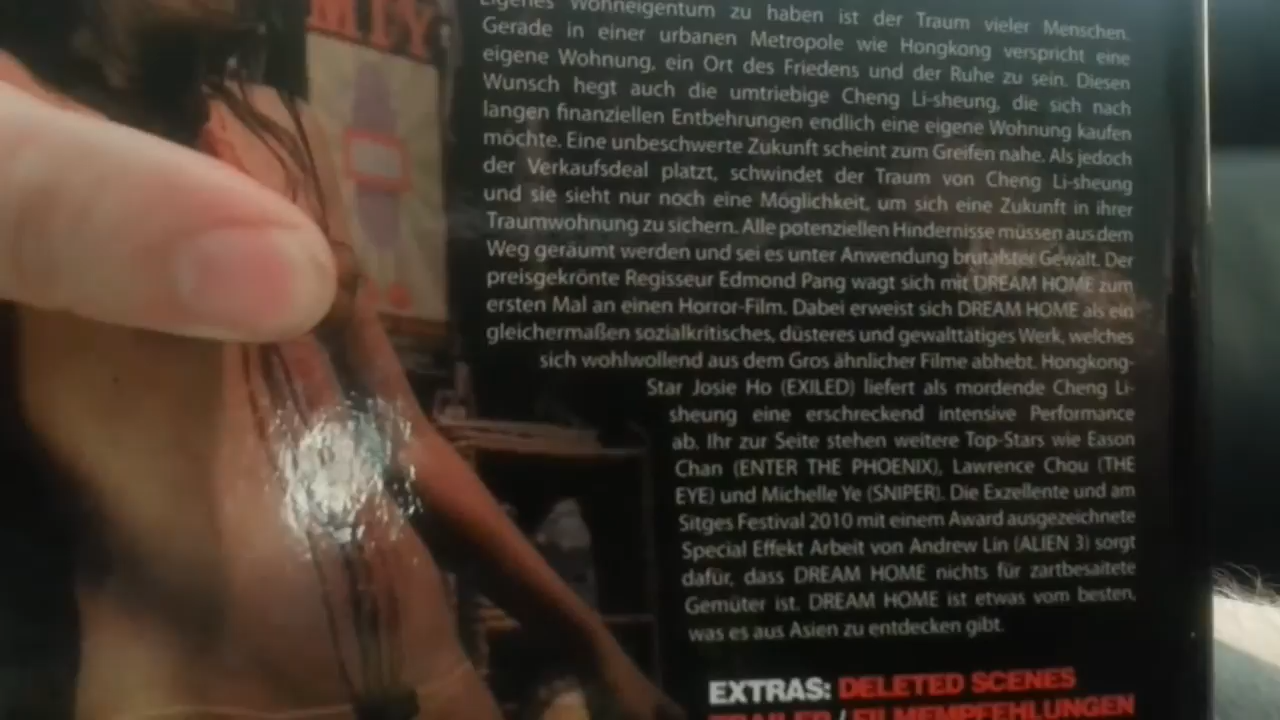 MIY
Eigenes Wohneigentum zu haben ist der Traum vieler Menschen.
Gerade in einer urbanen Metropole wie Hongkong verspricht eine
eigene Wohnung, ein Ort des Friedens und der Ruhe zu sein. Diesen
Wunsch hegt auch die umtriebige Cheng Li-sheung, die sich nach
langen finanziellen Entbehrungen endlich eine eigene Wohnung kaufen
möchte. Eine unbeschwerte Zukunft scheint zum Greifen nahe. Als jedoch
der Verkaufsdeal platzt, schwindet der Traum von Cheng Li-sheung
und sie sieht nur noch eine Möglichkeit, um sich eine Zukunft in ihrer
Traumwohnung zu sichern. Alle potenziellen Hindernisse müssen aus dem
Weg geräumt werden und sei es unter Anwendung brutalster Gewalt. Der
preisgekrönte Regisseur Edmond Pang wagt sich mit DREAM HOME zum
ersten Mal an einen Horror-Film. Dabei erweist sich DREAM HOME als ein
gleichermaßen sozialkritisches, düsteres und gewalttätiges Werk, welches
sich wohlwollend aus dem Gros ähnlicher Filme abhebt. Hongkong-
Star Josie Ho (EXILED) liefert als mordende Cheng Li-
sheung eine erschreckend intensive Performance
ab. Ihr zur Seite stehen weitere Top-Stars wie Eason
Chan (ENTER THE PHOENIX), Lawrence Chou (THE
EYE) und Michelle Ye (SNIPER). Die Exzellente und am
Sitges Festival 2010 mit einem Award ausgezeichnete
Special Effekt Arbeit von Andrew Lin (ALIEN 3) sorgt
dafür, dass DREAM HOME nichts für zartbesaitete
Gemüter ist. DREAM HOME ist etwas vom besten,
was es aus Asien zu entdecken gibt.
EXTRAS: DELETED SCENES
TRAILER / FILMEMPFEHLUNGEN